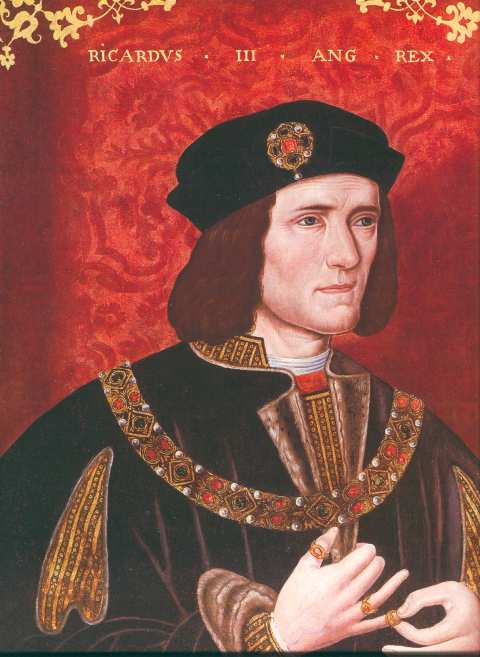 RICARDVS · III · ANG · REX ·